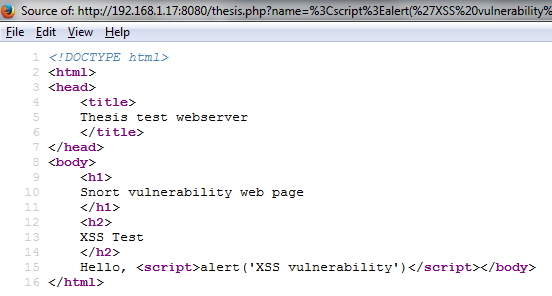 Source of: http://192.168.1.17:8080/thesis.php?name=%3Cscript%3Ealert(%27XSS%20vulnerability%
File Edit View Help
1 <!DOCTYPE html>
2 <html>
3 <head>
4 <title>
5 Thesis test webserver
6 </title>
7 </head>
8 <body>
9 <h1>
10 Snort vulnerability web page
11 </h1>
12 <h2>
13 XSS Test
14 </h2>
15 Hello, <script>alert('XSS vulnerability')</script></body>
16 </html>